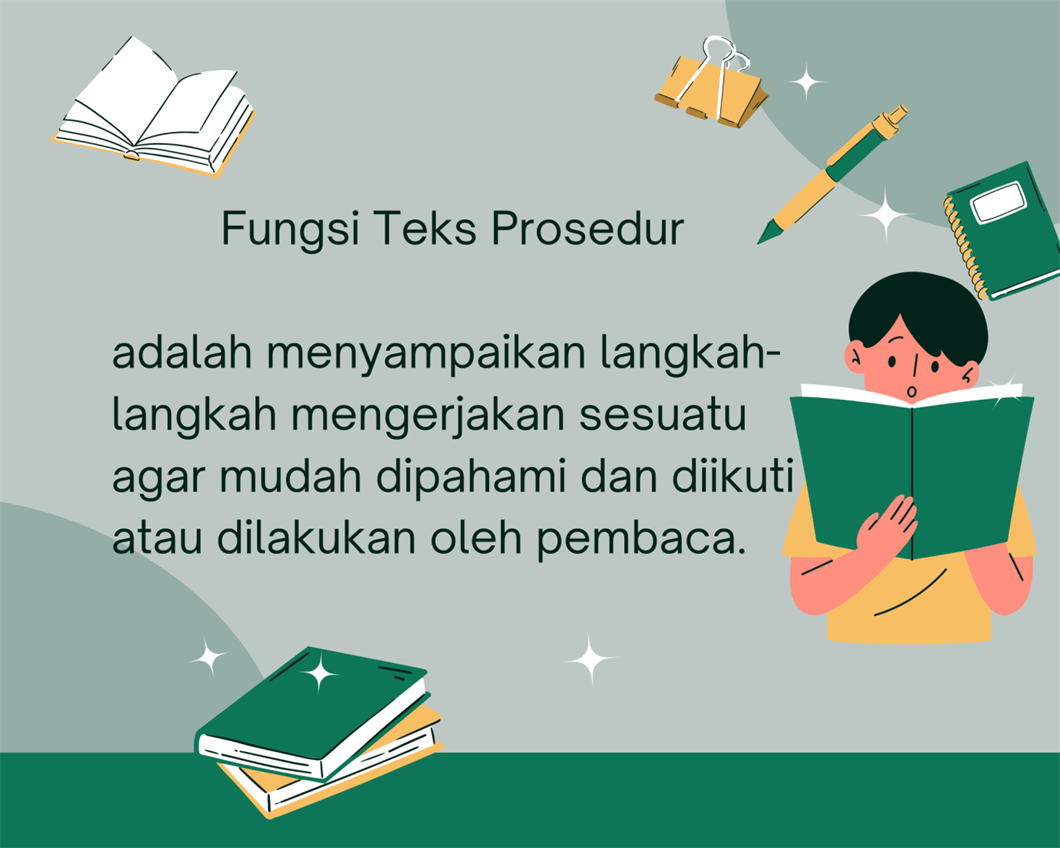 Fungsi Teks Prosedur
adalah menyampaikan langkah-
langkah mengerjakan sesuatu
agar mudah dipahami dan diikuti
atau dilakukan oleh pembaca.